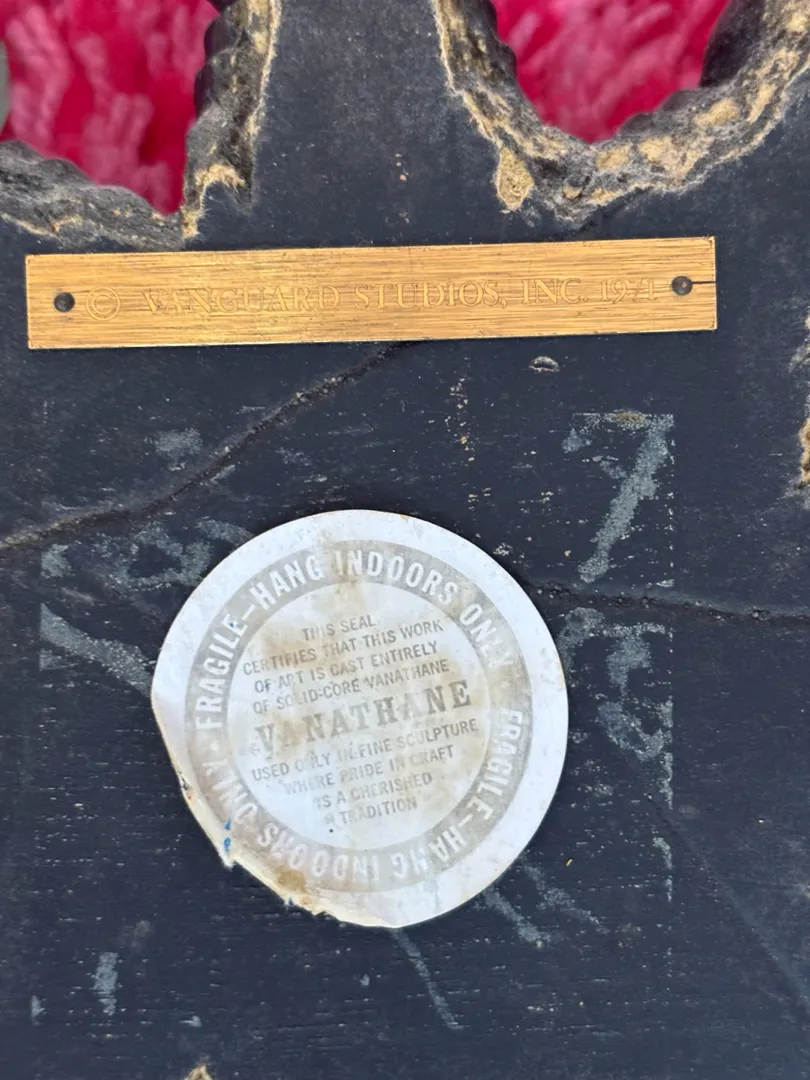 © VANGUARD STUDIOS, INC. 1971
FRAGILE–HANG INDOORS ONLY · FRAGILE–HANG INDOORS ONLY ·
THIS SEAL
CERTIFIES THAT THIS WORK
OF ART IS CAST ENTIRELY
OF SOLID-CORE VANATHANE
VANATHANE
USED ONLY IN FINE SCULPTURE
WHERE PRIDE IN CRAFT
IS A CHERISHED
TRADITION
7